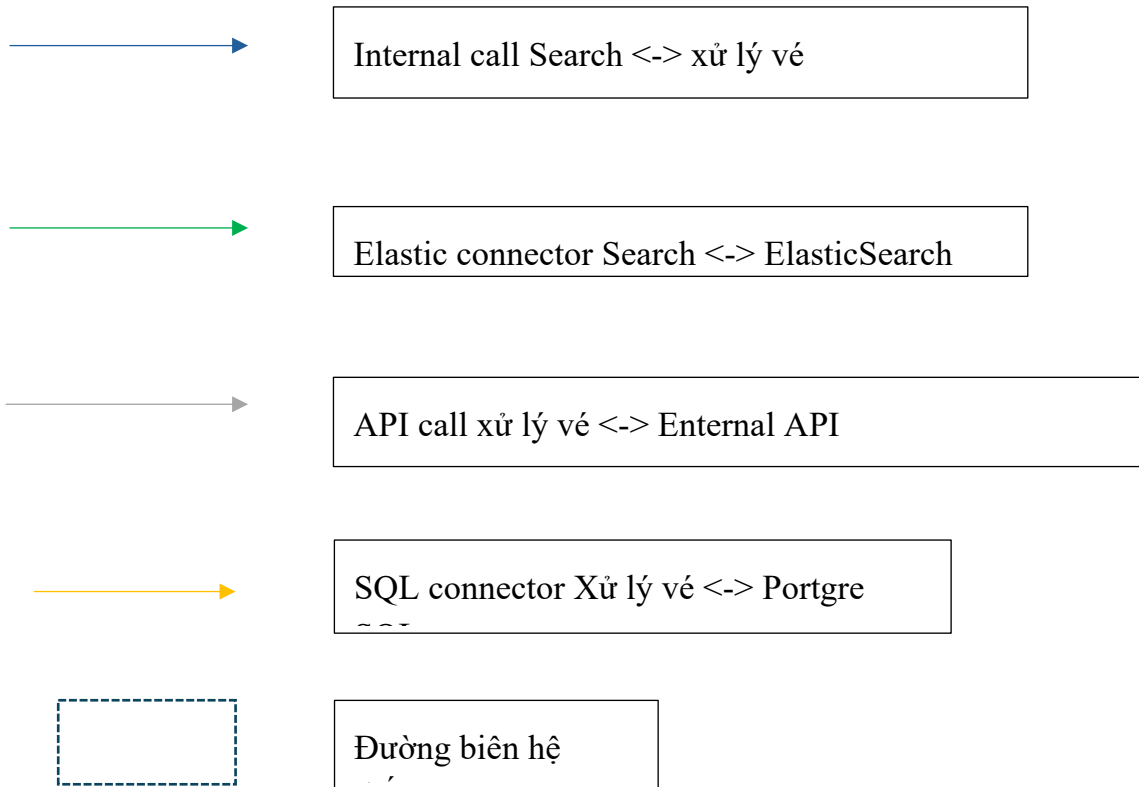 Internal call Search <-> xử lý vé
Elastic connector Search <-> ElasticSearch
API call xử lý vé <-> Enternal API
SQL connector Xử lý vé <-> Portgre
Đường biên hệ